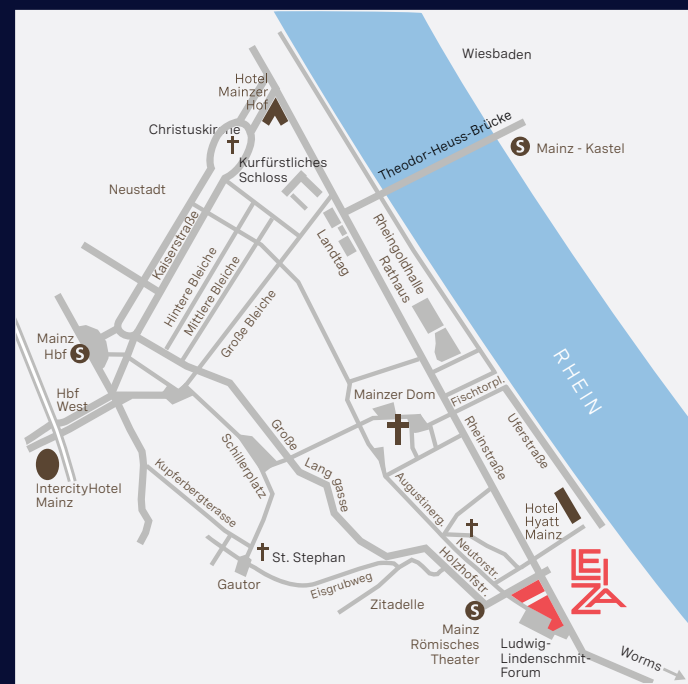 Wiesbaden
Hotel
Mainzer
Hof
Christuskirche
Theodor-Heuss-Brücke
S
Mainz - Kastel
Kurfürstliches
Schloss
Neustadt
Kaiserstraße
Hintere Bleiche
Mittlere Bleiche
Große Bleiche
Landtag
Rheingoldhalle
Rathaus
RHEIN
Mainz
Hbf
S
Hbf
West
Mainzer Dom
Fischtorpl.
Uferstraße
Rheinstraße
Große
Lang gasse
Schillerplatz
Kupferbergterasse
IntercityHotel
Mainz
Augustinerg.
Neutorstr.
Holzhofstr.
Hotel
Hyatt
Mainz
LEIZA
St. Stephan
Gautor
Eisgrubweg
Zitadelle
S
Mainz
Römisches
Theater
Ludwig-
Lindenschmit-
Forum
Worms